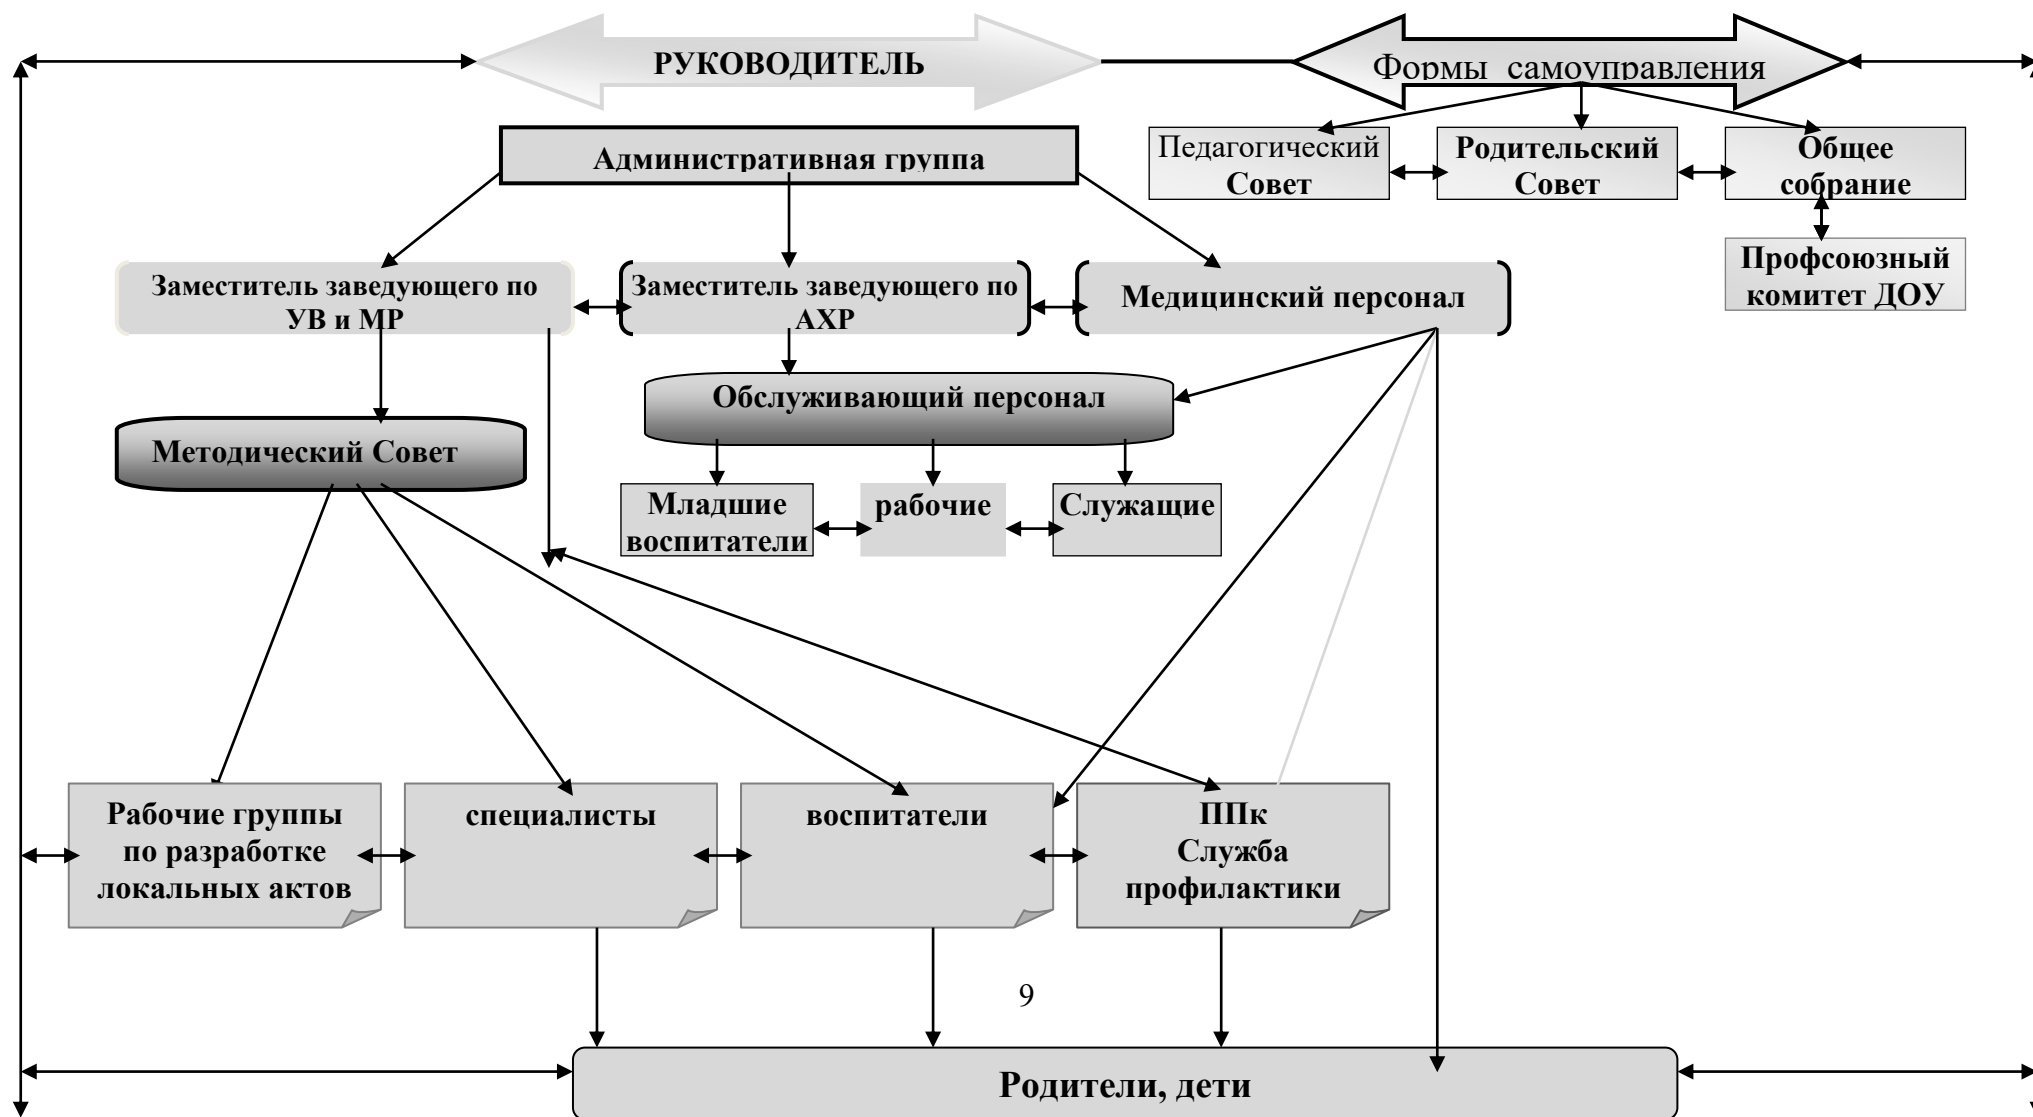 РУКОВОДИТЕЛЬ
Формы самоуправления
Административная группа
Педагогический
Совет
Родительский
Совет
Общее
собрание
Профсоюзный
комитет ДОУ
Заместитель заведующего по
УВ и МР
Заместитель заведующего по
АХР
Медицинский персонал
Обслуживающий персонал
Методический Совет
Младшие
воспитатели
рабочие
Служащие
Рабочие группы
по разработке
локальных актов
специалисты
воспитатели
ППк
Служба
профилактики
9
Родители, дети